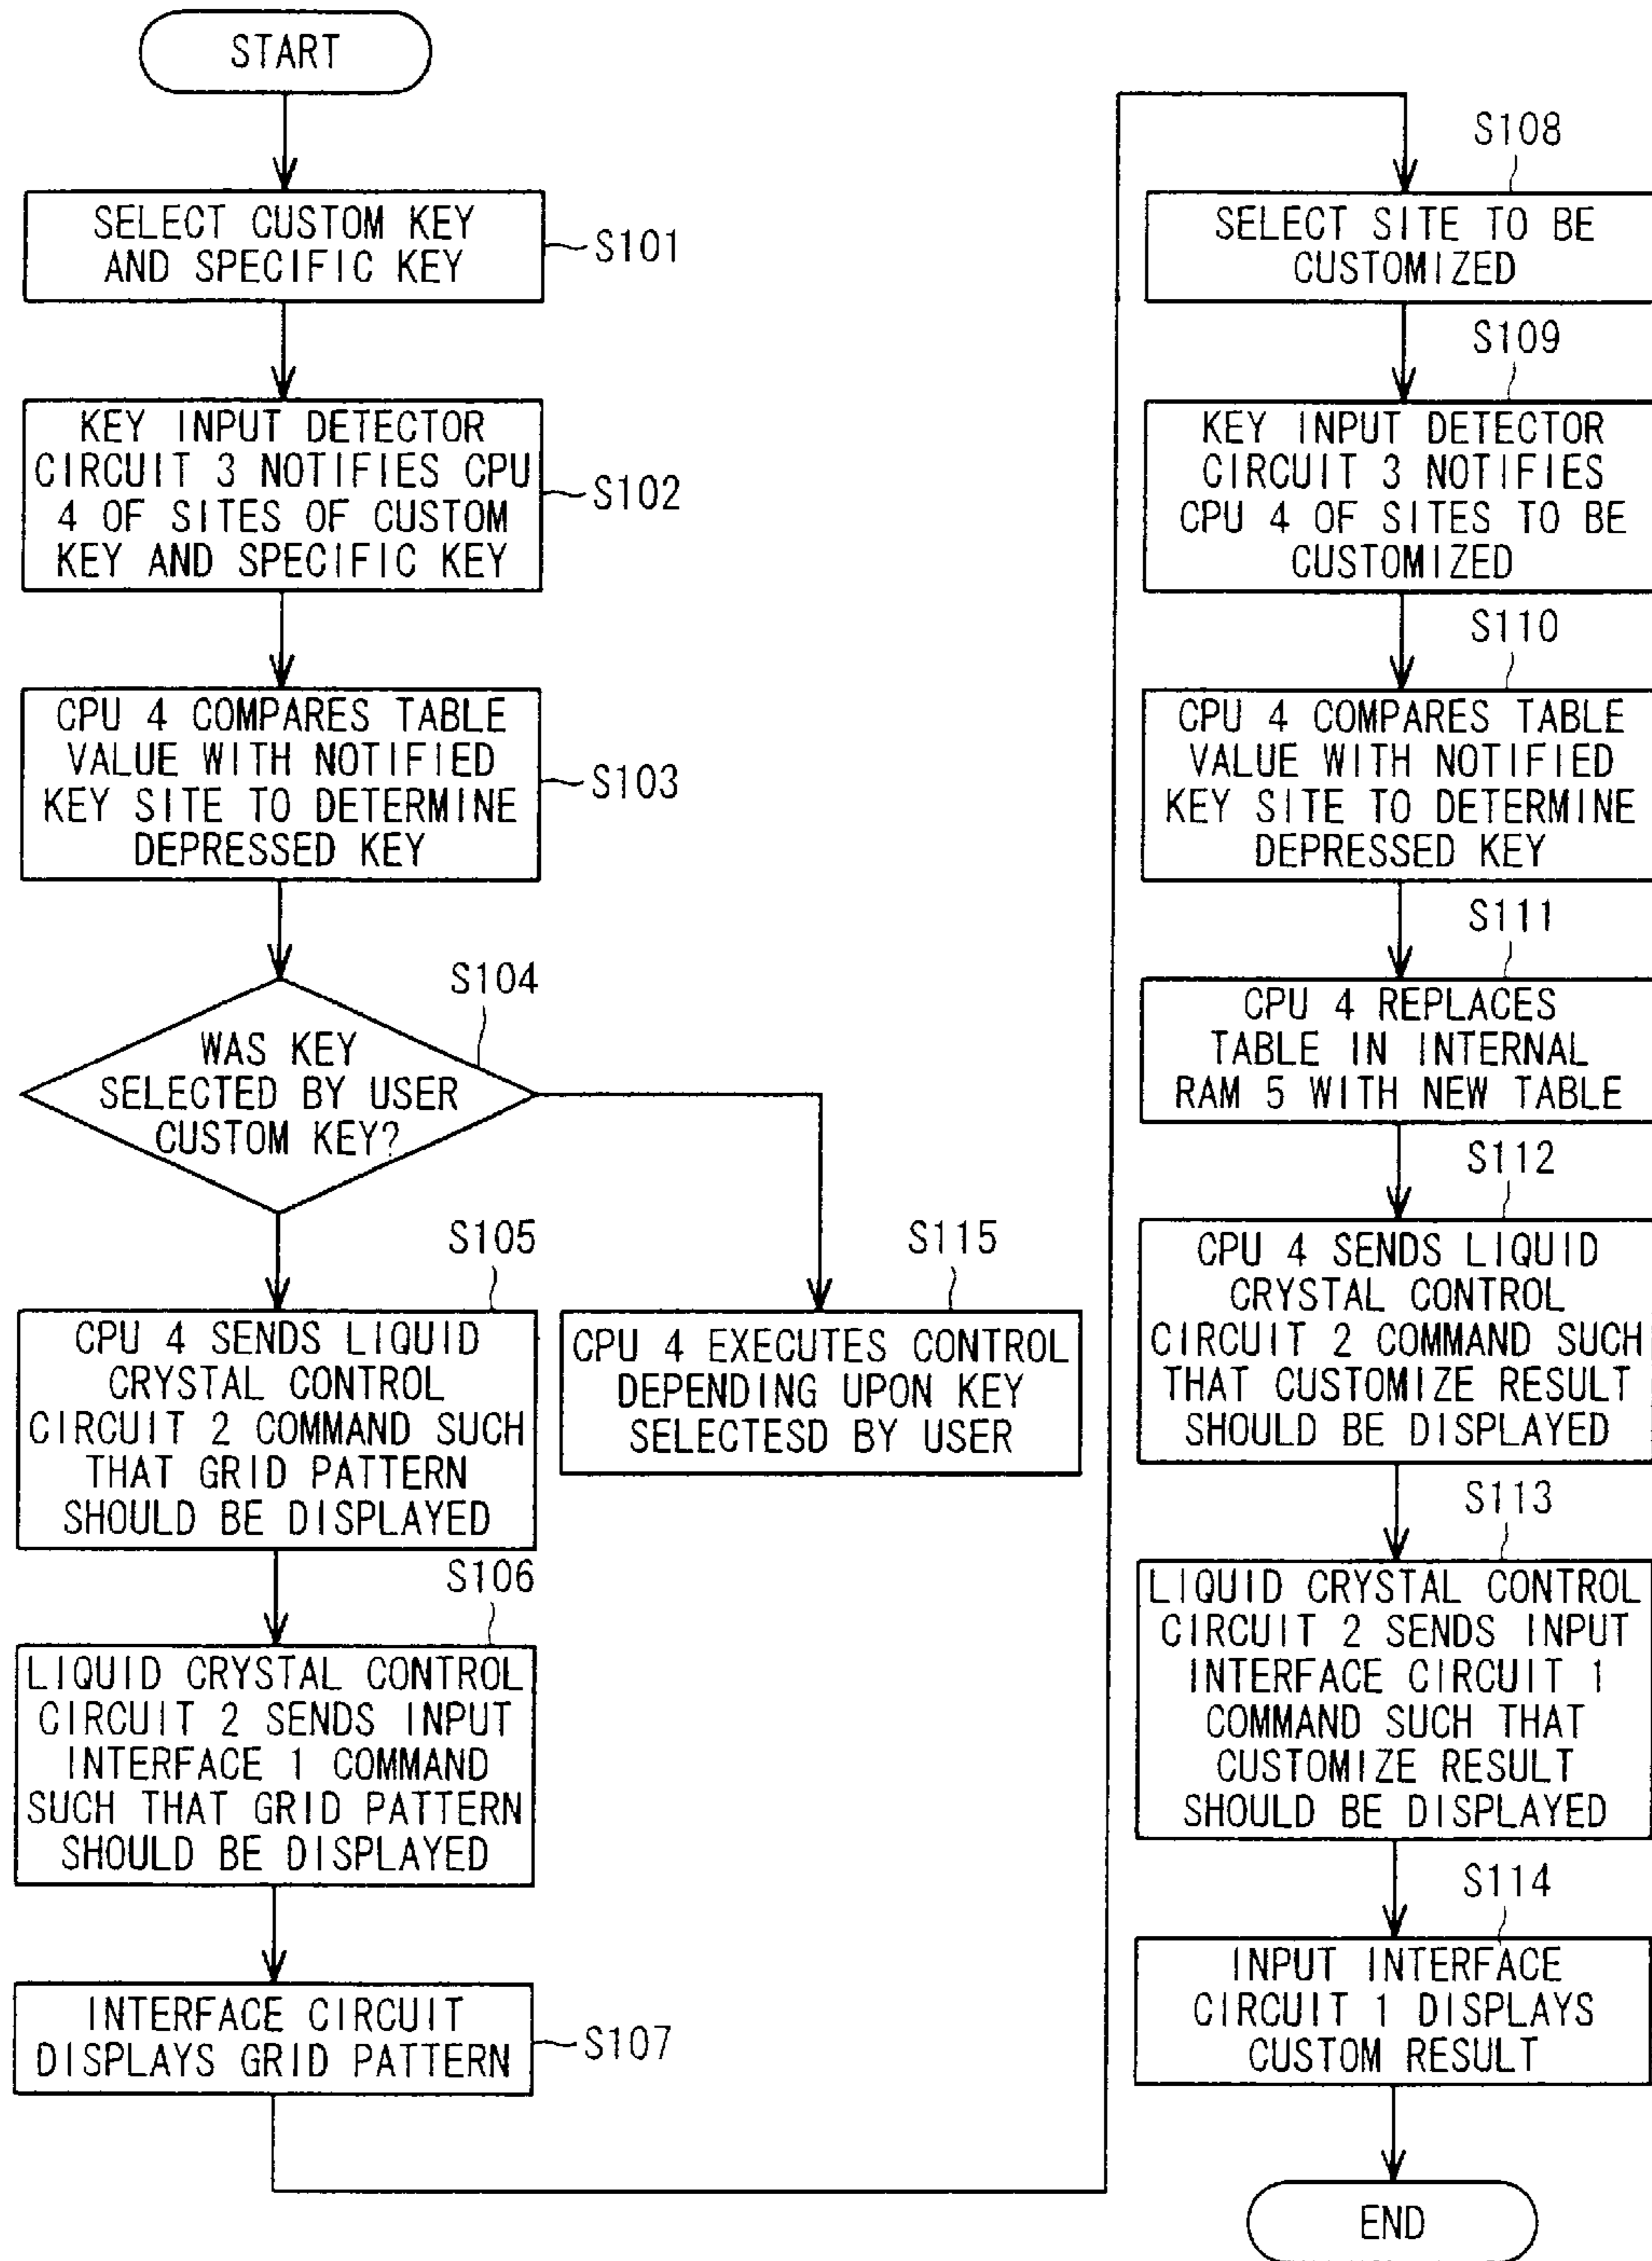 START
SELECT CUSTOM KEY
AND SPECIFIC KEY
S101
KEY INPUT DETECTOR
CIRCUIT 3 NOTIFIES CPU
4 OF SITES OF CUSTOM
KEY AND SPECIFIC KEY
S102
CPU 4 COMPARES TABLE
VALUE WITH NOTIFIED
KEY SITE TO DETERMINE
DEPRESSED KEY
S103
S104
WAS KEY
SELECTED BY USER
CUSTOM KEY?
S105
CPU 4 SENDS LIQUID
CRYSTAL CONTROL
CIRCUIT 2 COMMAND SUCH
THAT GRID PATTERN
SHOULD BE DISPLAYED
S115
CPU 4 EXECUTES CONTROL
DEPENDING UPON KEY
SELECTESD BY USER
S106
LIQUID CRYSTAL CONTROL
CIRCUIT 2 SENDS INPUT
INTERFACE 1 COMMAND
SUCH THAT GRID PATTERN
SHOULD BE DISPLAYED
INTERFACE CIRCUIT
DISPLAYS GRID PATTERN
S107
S108
SELECT SITE TO BE
CUSTOMIZED
S109
KEY INPUT DETECTOR
CIRCUIT 3 NOTIFIES
CPU 4 OF SITES TO BE
CUSTOMIZED
S110
CPU 4 COMPARES TABLE
VALUE WITH NOTIFIED
KEY SITE TO DETERMINE
DEPRESSED KEY
S111
CPU 4 REPLACES
TABLE IN INTERNAL
RAM 5 WITH NEW TABLE
S112
CPU 4 SENDS LIQUID
CRYSTAL CONTROL
CIRCUIT 2 COMMAND SUCH
THAT CUSTOMIZE RESULT
SHOULD BE DISPLAYED
S113
LIQUID CRYSTAL CONTROL
CIRCUIT 2 SENDS INPUT
INTERFACE CIRCUIT 1
COMMAND SUCH THAT
CUSTOMIZE RESULT
SHOULD BE DISPLAYED
S114
INPUT INTERFACE
CIRCUIT 1 DISPLAYS
CUSTOM RESULT
END